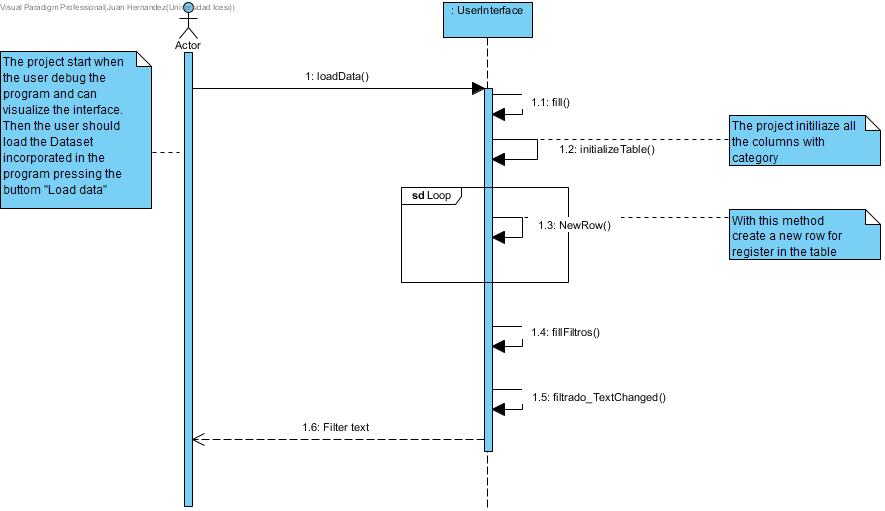 Visual Paradigm Professional(Juan Hernandez(Universidad Icesi))
Actor
: UserInterface
The project start when
the user debug the
program and can
visualize the interface.
Then the user should
load the Dataset
incorporated in the
program pressing the
buttom "Load data"
1: loadData()
1.1: fill()
1.2: initializeTable()
The project initiliaze all
the columns with
category
sd Loop
1.3: NewRow()
With this method
create a new row for
register in the table
1.4: fillFiltros()
1.5: filtrado_TextChanged()
1.6: Filter text